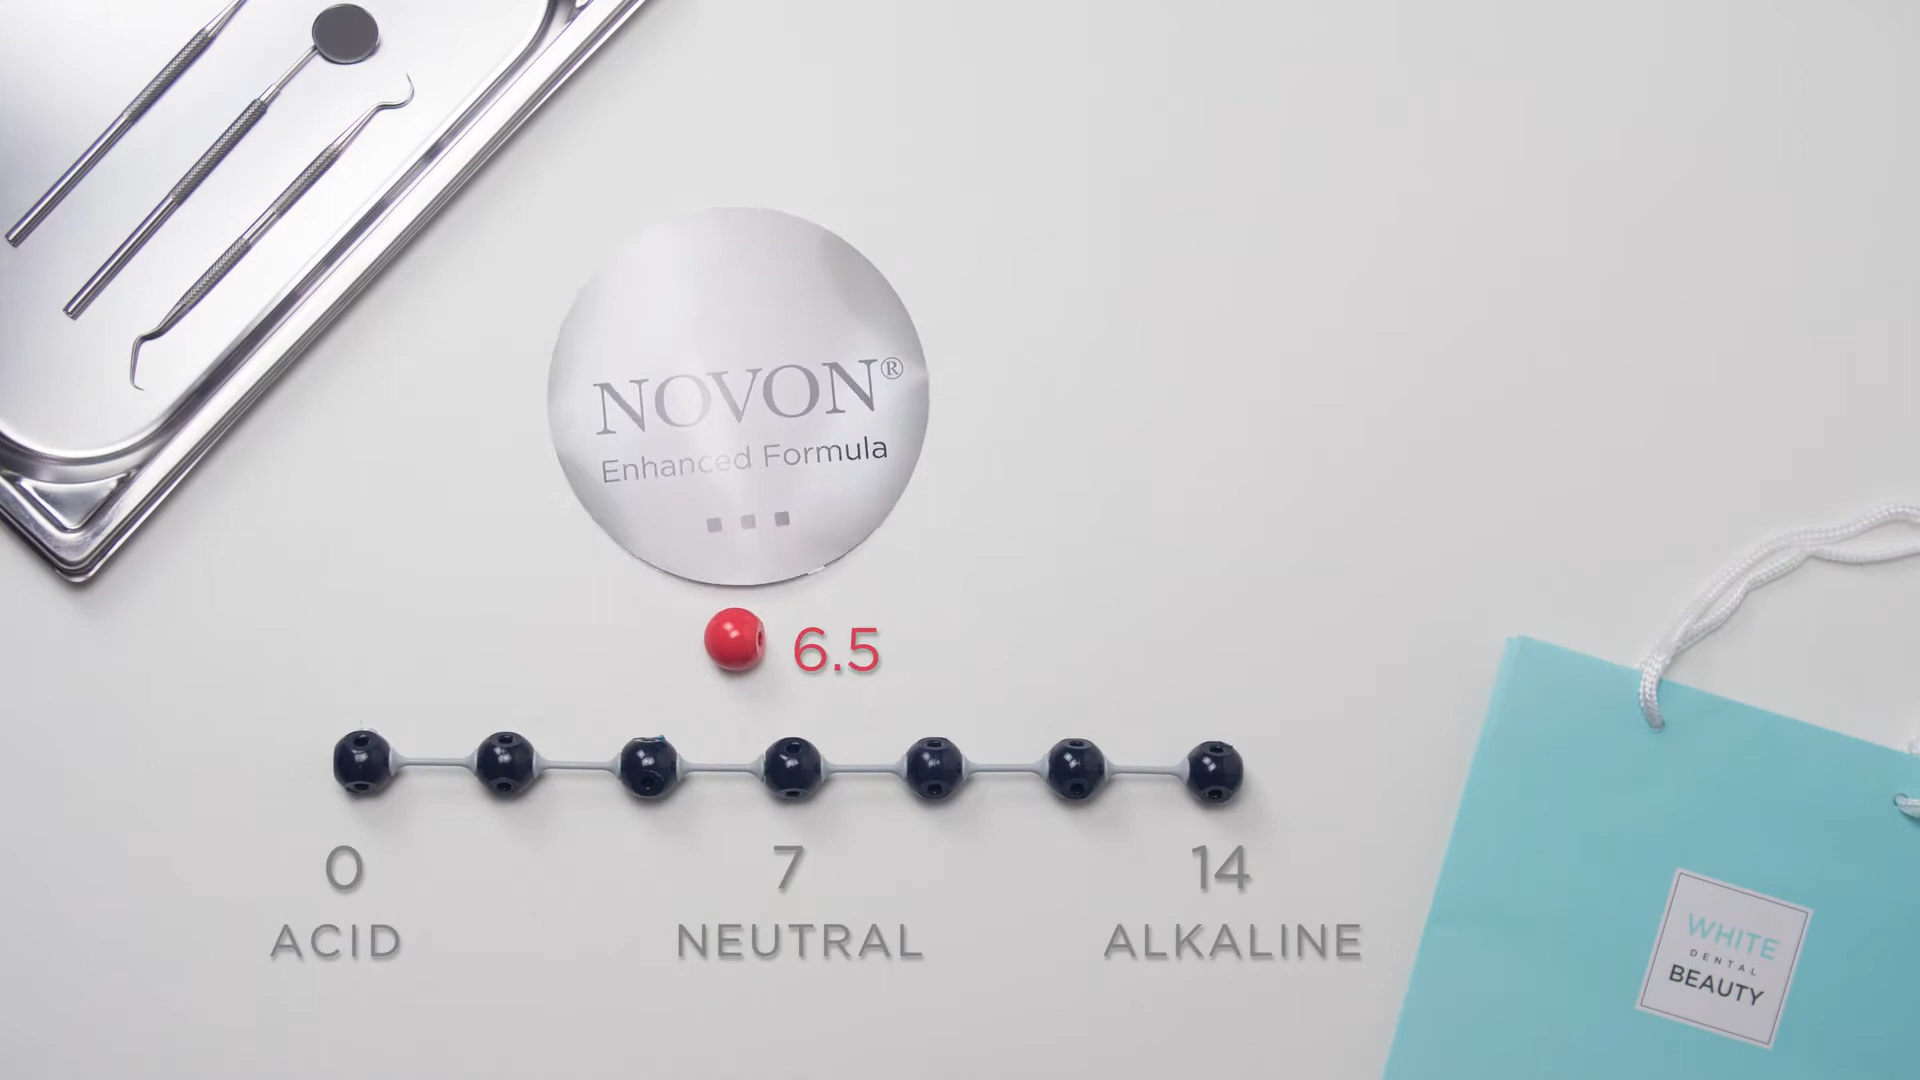 NOVON®
Enhanced Formula
6.5
0 7 14
ACID NEUTRAL ALKALINE
WHITE
DENTAL
BEAUTY